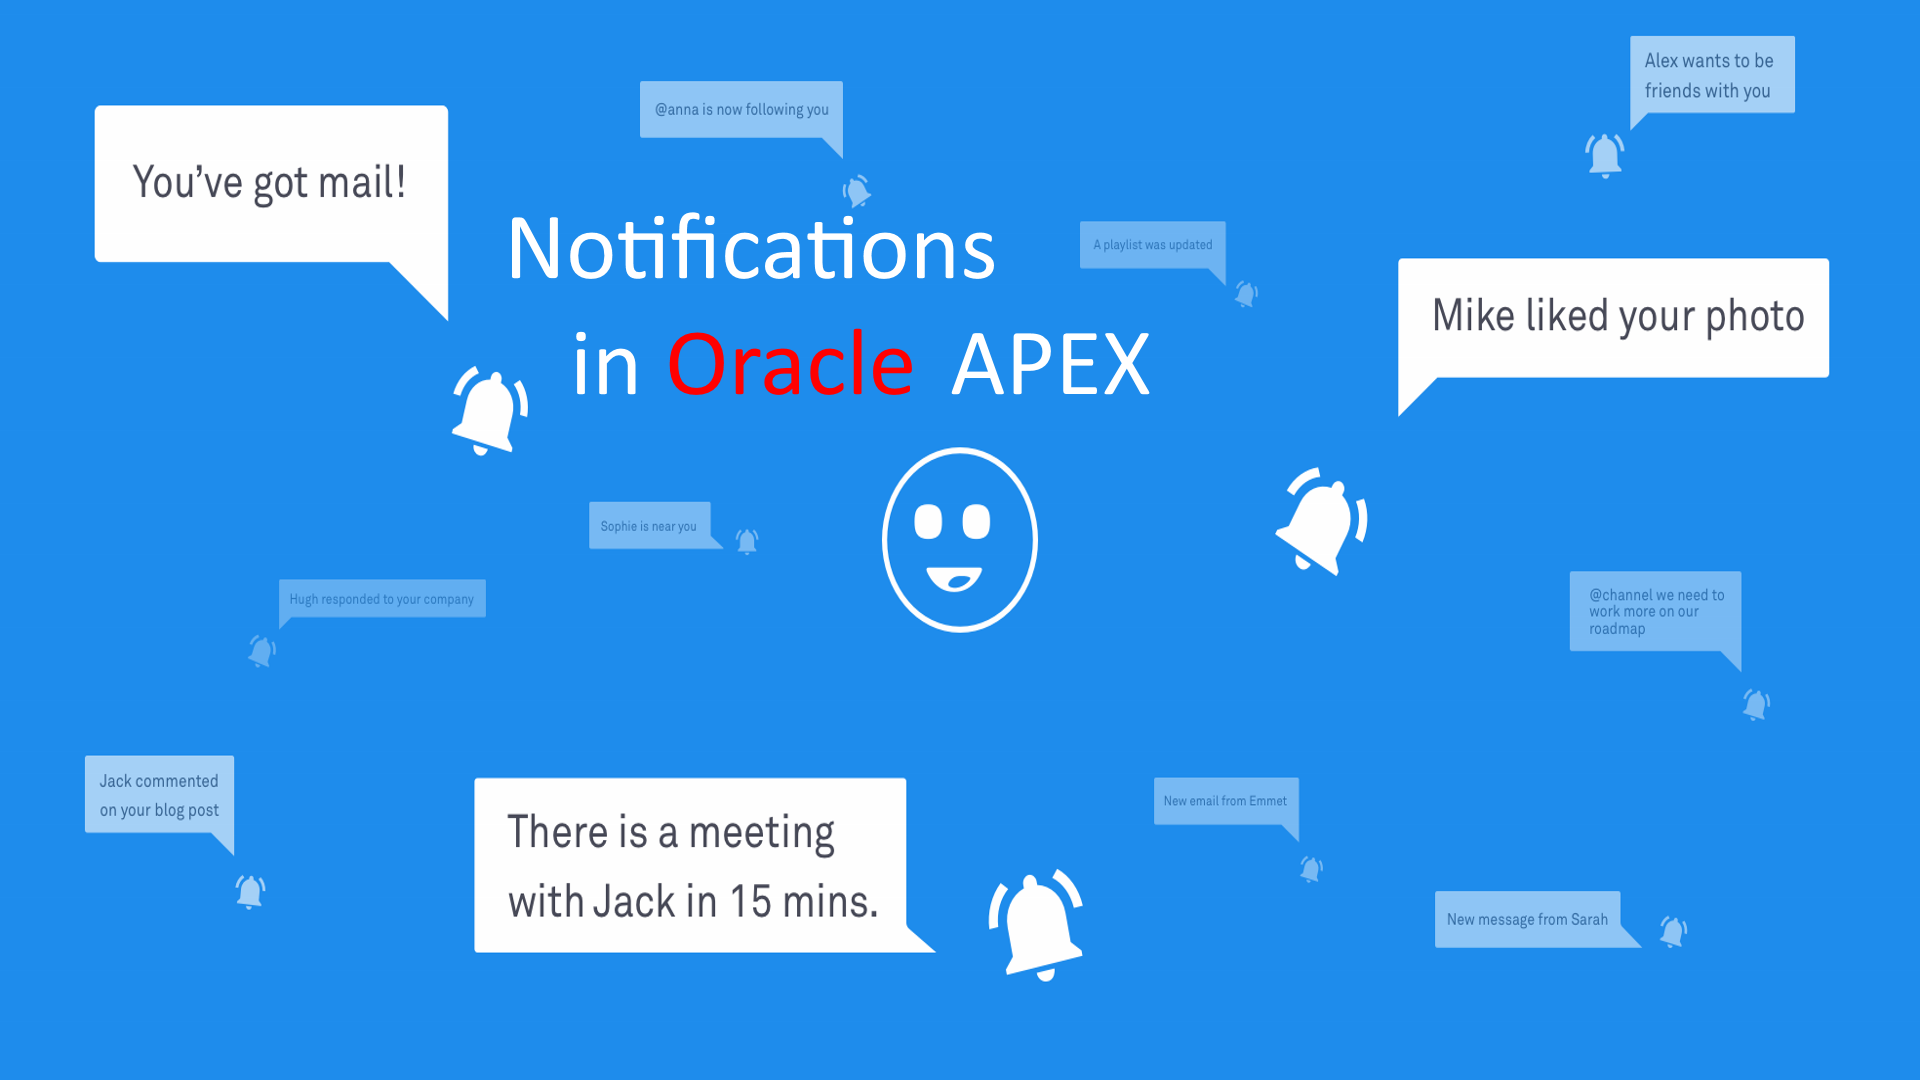 Alex wants to be
friends with you
@anna is now following you
You've got mail!
Notifications
in Oracle APEX
A playlist was updated
Mike liked your photo
Sophie is near you
Hugh responded to your company
@channel we need to
work more on our
roadmap
Jack commented
on your blog post
There is a meeting
with Jack in 15 mins.
New email from Emmet
New message from Sarah